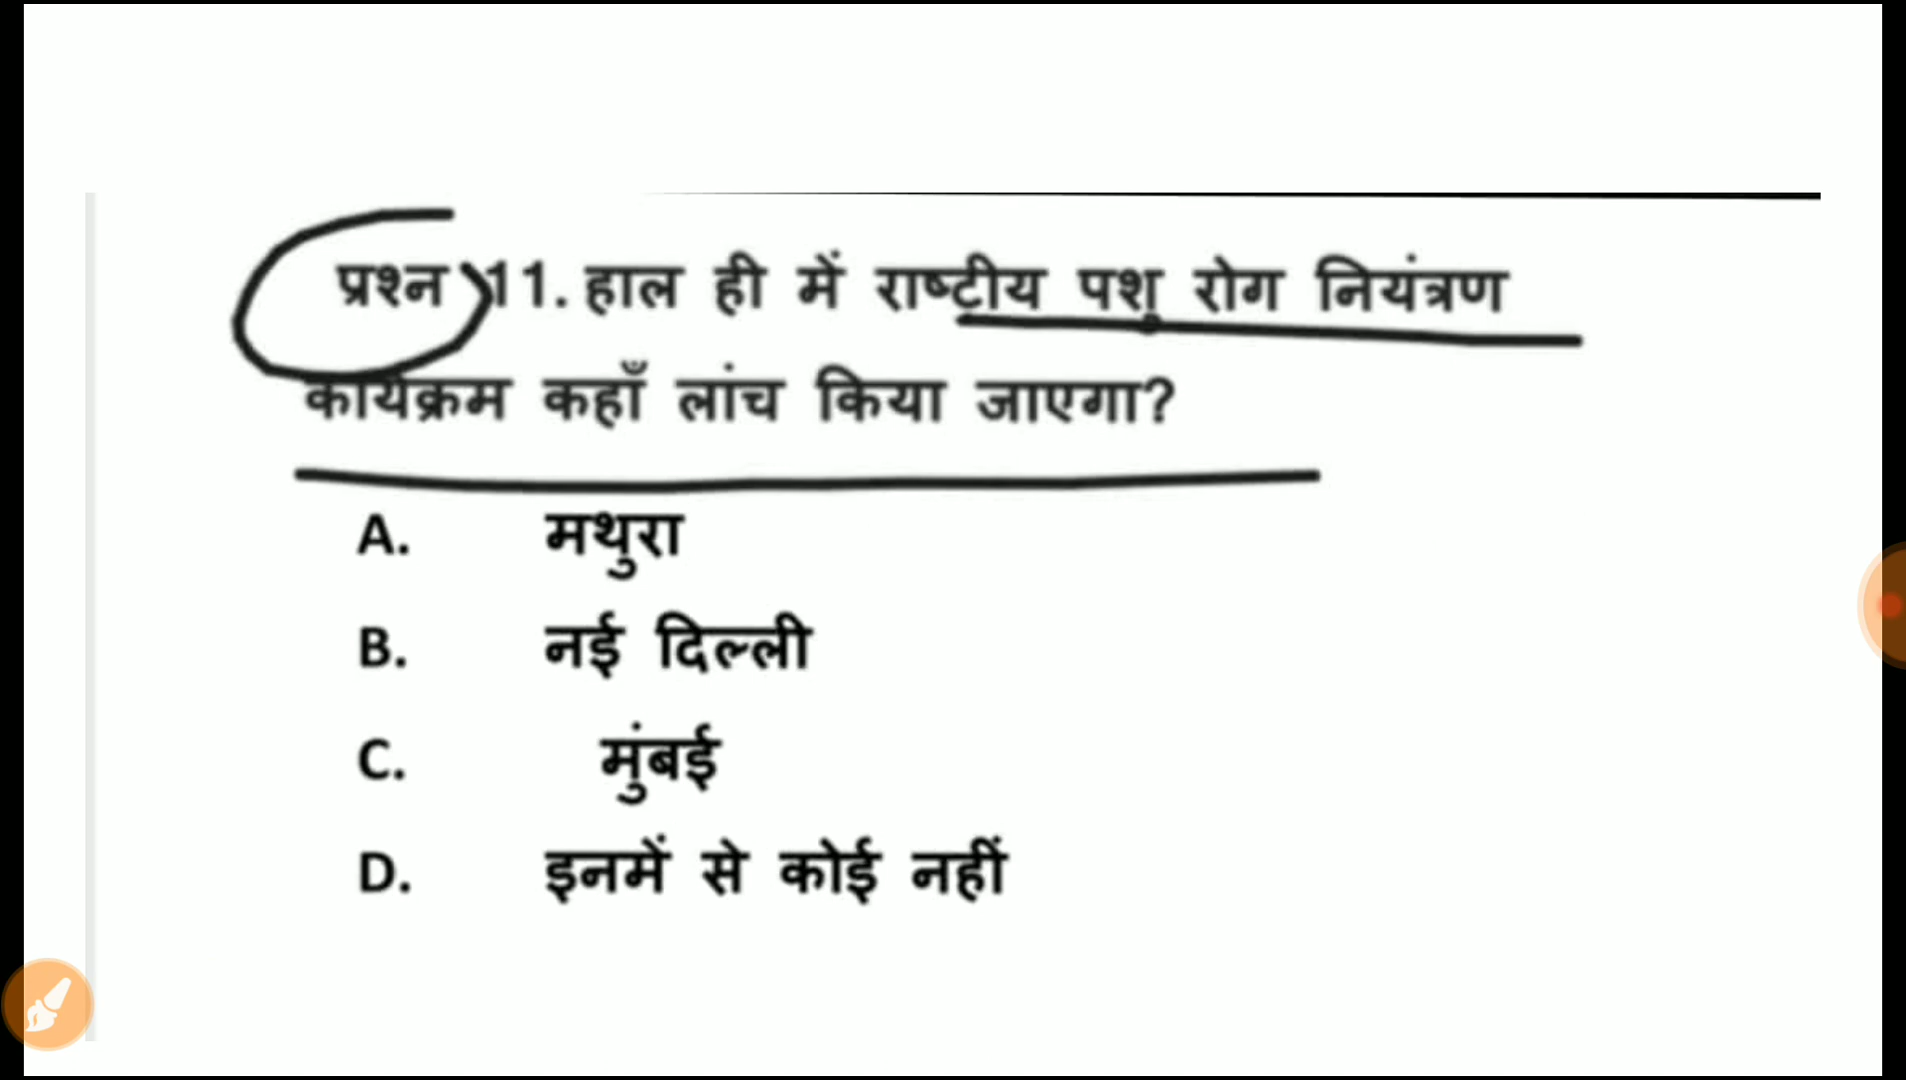 प्रश्न 11. हाल ही में राष्टीय पशु रोग नियंत्रण
कार्यक्रम कहाँ लांच किया जाएगा?
A. मथुरा
B. नई दिल्ली
C. मुंबई
D. इनमें से कोई नहीं